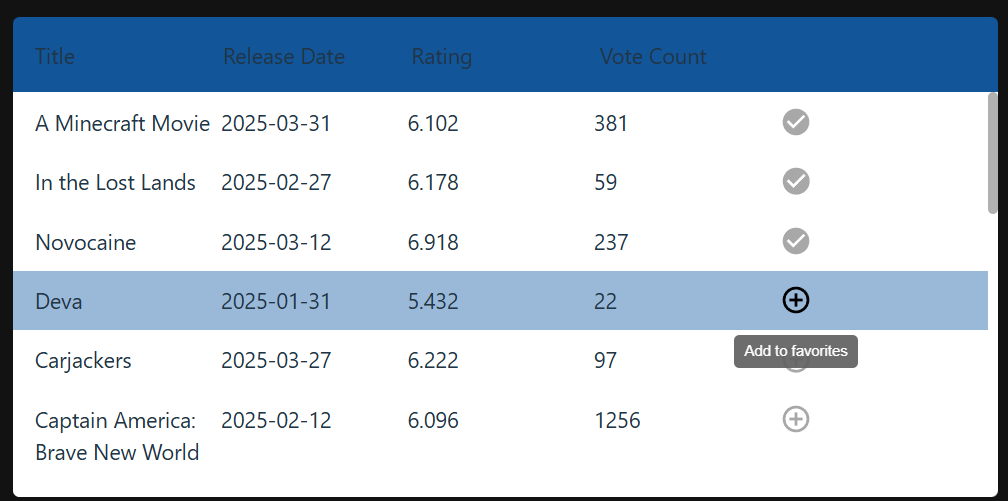 Title Release Date Rating Vote Count
A Minecraft Movie 2025-03-31 6.102 381
In the Lost Lands 2025-02-27 6.178 59
Novocaine 2025-03-12 6.918 237
Deva 2025-01-31 5.432 22
Add to favorites
Carjackers 2025-03-27 6.222 97
Captain America: 2025-02-12 6.096 1256
Brave New World